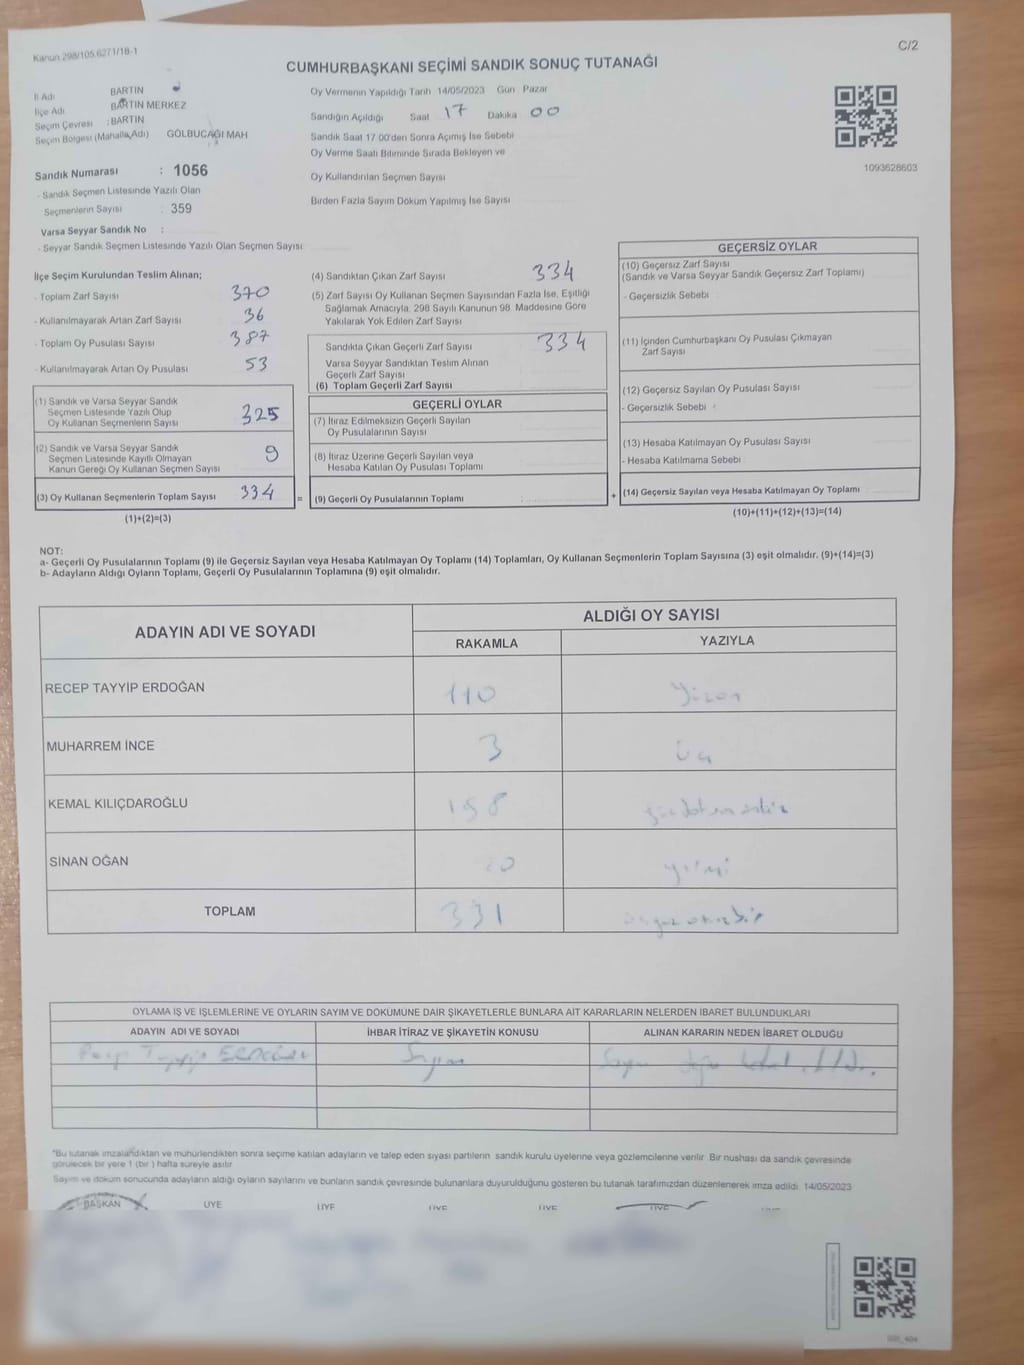 Kanun 298/105.6271/18-1
C/2
CUMHURBAŞKANI SEÇİMİ SANDIK SONUÇ TUTANAĞI
İl Adı BARTIN
İlçe Adı BARTIN MERKEZ
Seçim Çevresi : BARTIN
Seçim Bölgesi (Mahalle Adı) GÖLBUCAĞI MAH
Sandık Numarası : 1056
- Sandık Seçmen Listesinde Yazılı Olan
Seçmenlerin Sayısı : 359
Varsa Seyyar Sandık No :
- Seyyar Sandık Seçmen Listesinde Yazılı Olan Seçmen Sayısı
Oy Vermenin Yapıldığı Tarih 14/05/2023 Gün Pazar
Sandığın Açıldığı Saat 17 Dakika 00
Sandık Saat 17:00'den Sonra Açımış İse Sebebi
Oy Verme Saati Bitiminde Sırada Bekleyen ve
Oy Kullandırılan Seçmen Sayısı
Birden Fazla Sayım Döküm Yapılmış İse Sayısı
1093628603
İlçe Seçim Kurulundan Teslim Alınan;
- Toplam Zarf Sayısı 370
- Kullanılmayarak Artan Zarf Sayısı 36
- Toplam Oy Pusulası Sayısı 387
- Kullanılmayarak Artan Oy Pusulası 53
(1) Sandık ve Varsa Seyyar Sandık
Seçmen Listesinde Yazılı Olup
Oy Kullanan Seçmenlerin Sayısı 325
(2) Sandık ve Varsa Seyyar Sandık
Seçmen Listesinde Kayıtlı Olmayan
Kanun Gereği Oy Kullanan Seçmen Sayısı 9
(3) Oy Kullanan Seçmenlerin Toplam Sayısı 334 =
(1)+(2)=(3)
(4) Sandıktan Çıkan Zarf Sayısı 334
(5) Zarf Sayısı Oy Kullanan Seçmen Sayısından Fazla İse, Eşitliği
Sağlamak Amacıyla, 298 Sayılı Kanunun 98. Maddesine Göre
Yakılarak Yok Edilen Zarf Sayısı
Sandıkta Çıkan Geçerli Zarf Sayısı 334
Varsa Seyyar Sandıktan Teslim Alınan
Geçerli Zarf Sayısı
(6) Toplam Geçerli Zarf Sayısı
GEÇERLİ OYLAR
(7) İtiraz Edilmeksizin Geçerli Sayılan
Oy Pusulalarının Sayısı
(8) İtiraz Üzerine Geçerli Sayılan veya
Hesaba Katılan Oy Pusulası Toplamı
(9) Geçerli Oy Pusulalarının Toplamı : +
GEÇERSİZ OYLAR
(10) Geçersiz Zarf Sayısı
(Sandık ve Varsa Seyyar Sandık Geçersiz Zarf Toplamı)
- Geçersizlik Sebebi
(11) İçinden Cumhurbaşkanı Oy Pusulası Çıkmayan
Zarf Sayısı
(12) Geçersiz Sayılan Oy Pusulası Sayısı
- Geçersizlik Sebebi
(13) Hesaba Katılmayan Oy Pusulası Sayısı
- Hesaba Katılmama Sebebi
(14) Geçersiz Sayılan veya Hesaba Katılmayan Oy Toplamı
(10)+(11)+(12)+(13)=(14)
NOT:
a- Geçerli Oy Pusulalarının Toplamı (9) ile Geçersiz Sayılan veya Hesaba Katılmayan Oy Toplamı (14) Toplamları, Oy Kullanan Seçmenlerin Toplam Sayısına (3) eşit olmalıdır. (9)+(14)=(3)
b- Adayların Aldığı Oyların Toplamı, Geçerli Oy Pusulalarının Toplamına (9) eşit olmalıdır.
ADAYIN ADI VE SOYADI
ALDIĞI OY SAYISI
RAKAMLA YAZIYLA
RECEP TAYYİP ERDOĞAN 110 Yüzon
MUHARREM İNCE 3 üç
KEMAL KILIÇDAROĞLU 198
SİNAN OĞAN 20 yirmi
TOPLAM 331
OYLAMA İŞ VE İŞLEMLERİNE VE OYLARIN SAYIM VE DÖKÜMÜNE DAİR ŞİKAYETLERLE BUNLARA AİT KARARLARIN NELERDEN İBARET BULUNDUKLARI
ADAYIN ADI VE SOYADI İHBAR İTİRAZ VE ŞİKAYETİN KONUSU ALINAN KARARIN NEDEN İBARET OLDUĞU
Tayyip ERDOĞAN Sayım Sayım
*Bu tutanak imzalandıktan ve mühürlendikten sonra seçime katılan adayların ve talep eden siyasi partilerin sandık kurulu üyelerine veya gözlemcilerine verilir. Bir nushası da sandık çevresinde
görülecek bir yere 1 (bir ) hafta süreyle asılır
Sayım ve döküm sonucunda adayların aldığı oyların sayılarını ve bunların sandık çevresinde bulunanlara duyurulduğunu gösteren bu tutanak tarafımızdan düzenlenerek imza edildi. 14/05/2023
BAŞKAN ÜYE ÜYE ÜYE ÜYE ÜYE